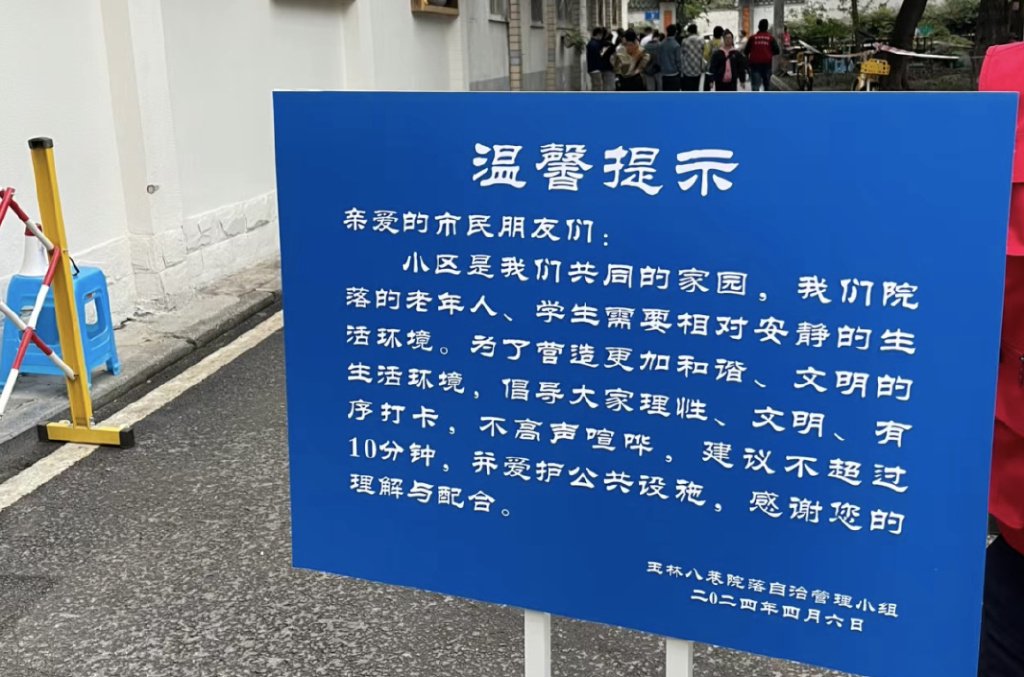 温馨提示
亲爱的市民朋友们：
小区是我们共同的家园，我们院
落的老年人、学生需要相对安静的生
活环境。为了营造更加和谐、文明的
生活环境，倡导大家理性、文明、有
序打卡，不高声喧哗，建议不超过
10分钟，并爱护公共设施，感谢您的
理解与配合。
玉林八巷院落自治管理小组
二0二四年四月六日